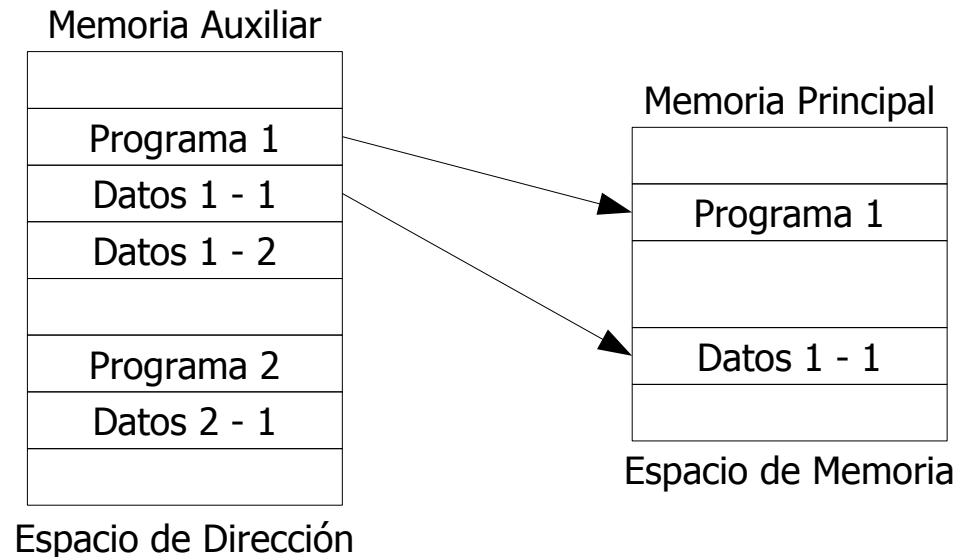 Memoria Auxiliar
Programa 1
Datos 1 - 1
Datos 1 - 2
Programa 2
Datos 2 - 1
Espacio de Dirección
Memoria Principal
Programa 1
Datos 1 - 1
Espacio de Memoria